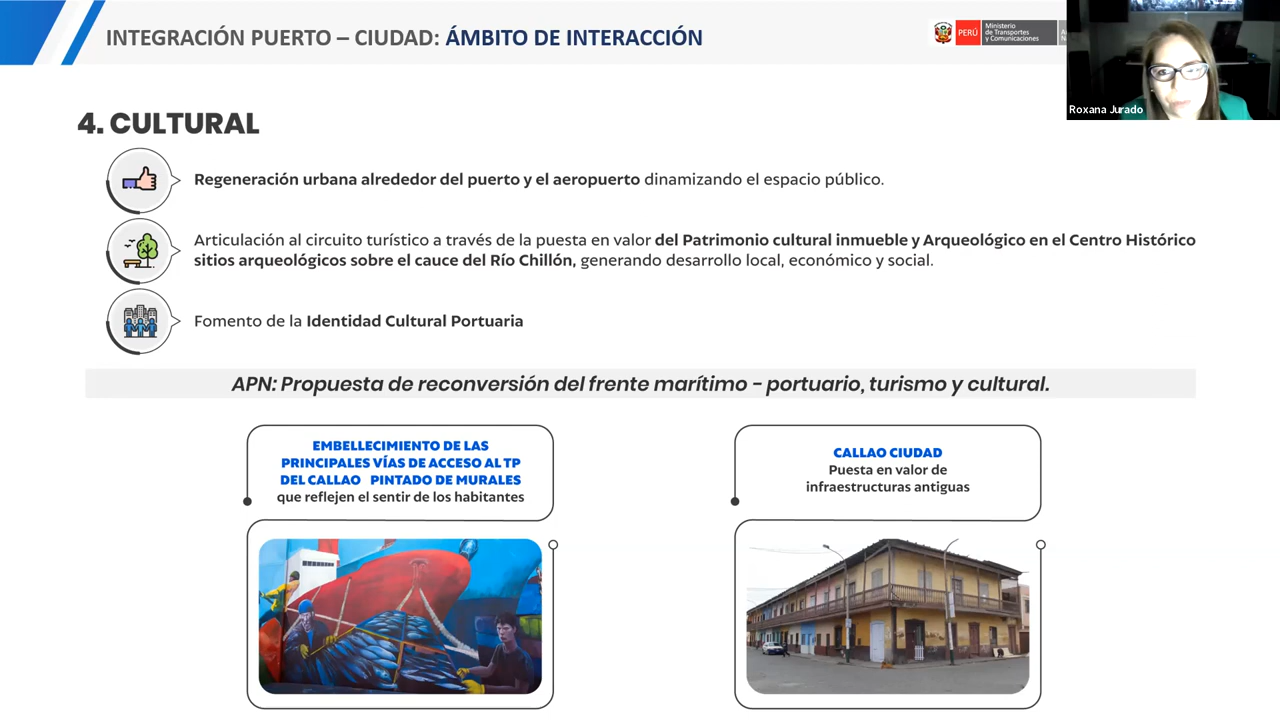 INTEGRACIÓN PUERTO – CIUDAD: ÁMBITO DE INTERACCIÓN
PERÚ
Ministerio
de Transportes
y Comunicaciones
Roxana Jurado
4. CULTURAL
Regeneración urbana alrededor del puerto y el aeropuerto dinamizando el espacio público.
Articulación al circuito turístico a través de la puesta en valor del Patrimonio cultural inmueble y Arqueológico en el Centro Histórico
sitios arqueológicos sobre el cauce del Río Chillón, generando desarrollo local, económico y social.
Fomento de la Identidad Cultural Portuaria
APN: Propuesta de reconversión del frente marítimo - portuario, turismo y cultural.
EMBELLECIMIENTO DE LAS
PRINCIPALES VÍAS DE ACCESO AL TP
DEL CALLAO PINTADO DE MURALES
que reflejen el sentir de los habitantes
CALLAO CIUDAD
Puesta en valor de
infraestructuras antiguas